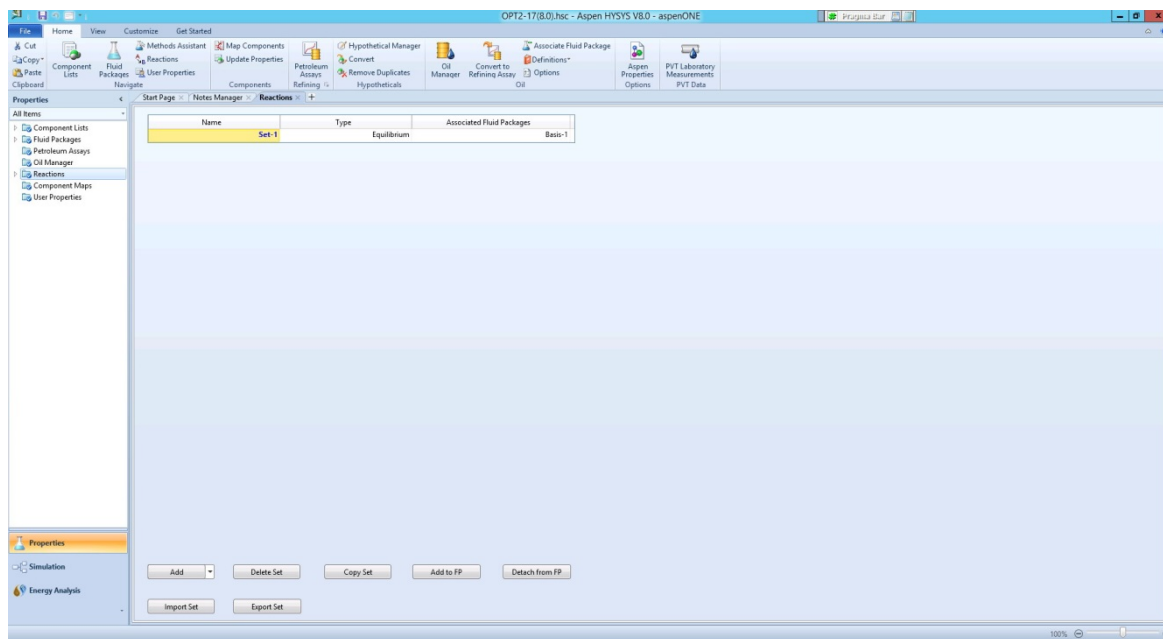 OPT2-17(8.0).hsc - Aspen HYSYS V8.0 - aspenONE
Pragma Bar
File Home View Customize Get Started
Cut
Copy
Paste
Clipboard
Component Lists
Fluid Packages
Methods Assistant
Reactions
User Properties
Navigate
Map Components
Update Properties
Components
Petroleum Assays
Refining
Hypothetical Manager
Convert
Remove Duplicates
Hypotheticals
Oil Manager
Convert to Refining Assay
Associate Fluid Package
Definitions
Options
Oil
Aspen Properties
Options
PVT Laboratory Measurements
PVT Data
Properties <
All Items
Component Lists
Fluid Packages
Petroleum Assays
Oil Manager
Reactions
Component Maps
User Properties
Start Page Notes Manager Reactions +
Name Type Associated Fluid Packages
Set-1 Equilibrium Basis-1
Properties
Simulation
Energy Analysis
Add Delete Set Copy Set Add to FP Detach from FP
Import Set Export Set
100%